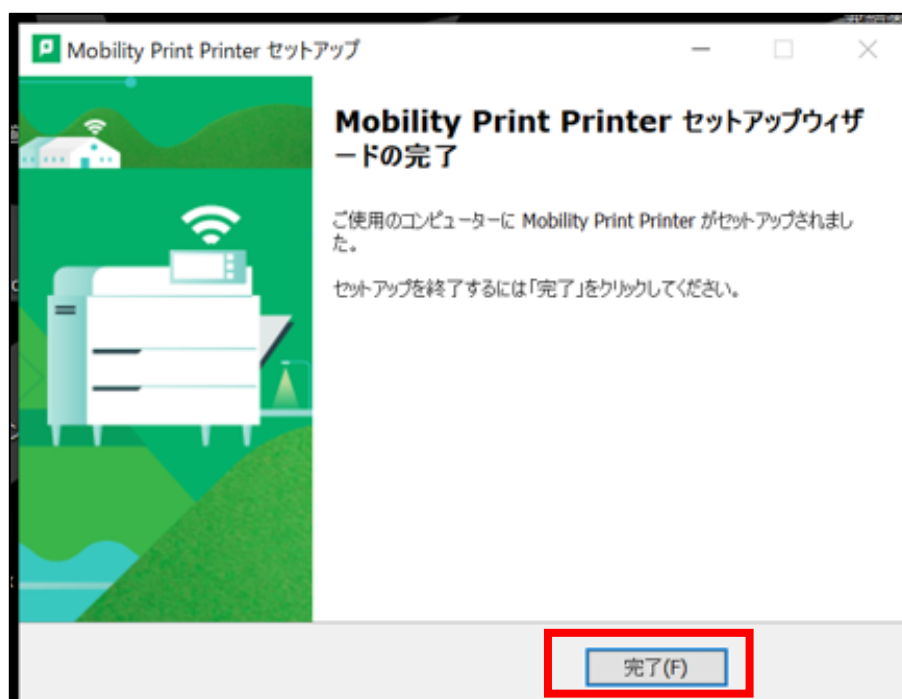 Mobility Print Printer セットアップ
Mobility Print Printer セットアップウィザ
ードの完了
ご使用のコンピューターに Mobility Print Printer がセットアップされまし
た。
セットアップを終了するには「完了」をクリックしてください。
完了(F)